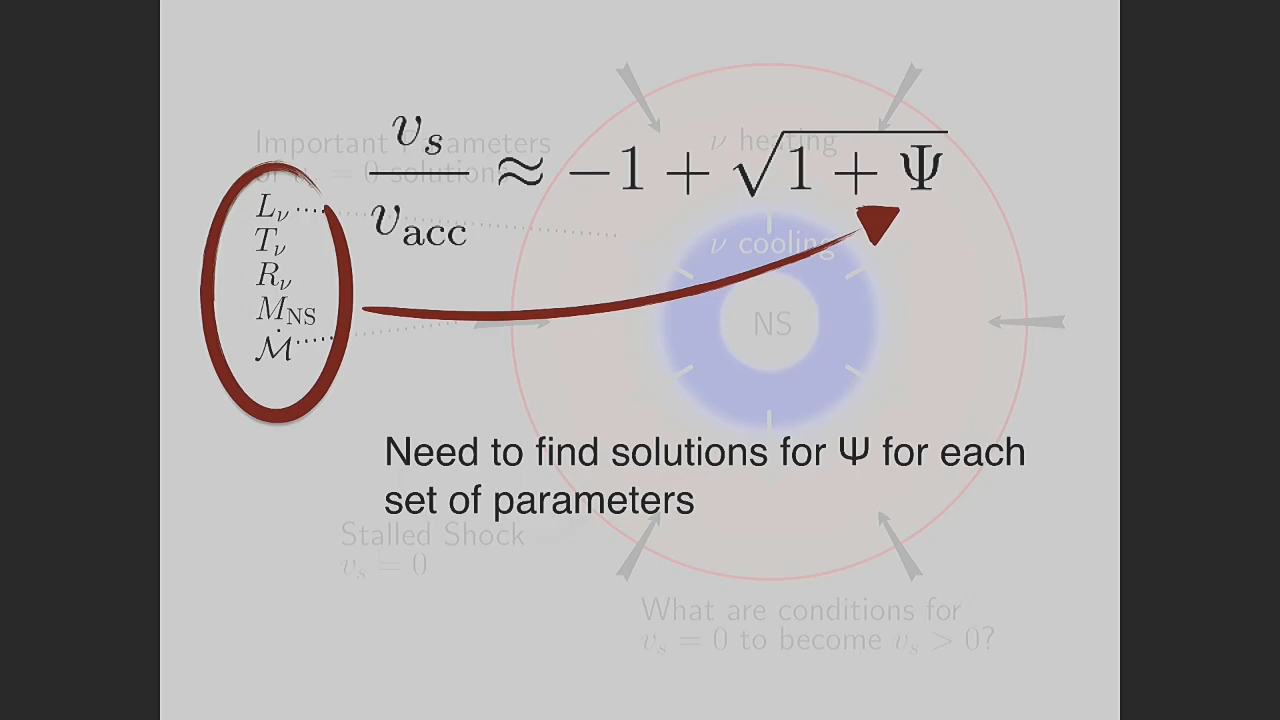 Important Parameters
of v_s = 0 solutions
L_ν
T_ν
R_ν
M_NS
Ṁ
v_s / v_acc ≈ −1 + √(1 + Ψ)
ν heating
ν cooling
NS
Need to find solutions for Ψ for each
set of parameters
Stalled Shock
v_s = 0
What are conditions for
v_s = 0 to become v_s > 0?